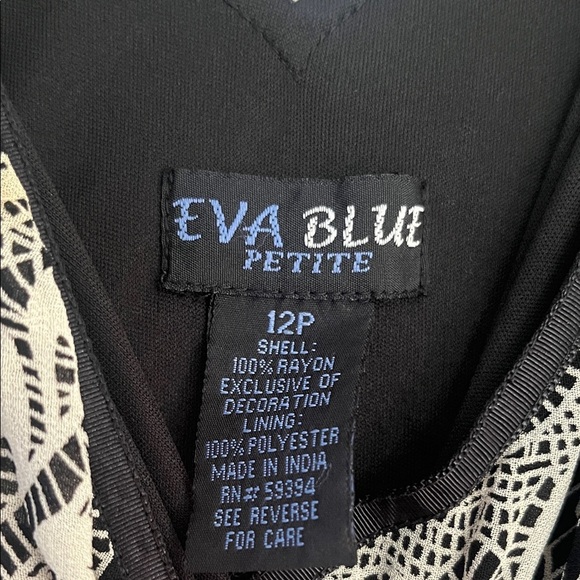 EVA BLUE
PETITE
12P
SHELL:
100% RAYON
EXCLUSIVE OF
DECORATION
LINING:
100% POLYESTER
MADE IN INDIA
RN# 59394
SEE REVERSE
FOR CARE